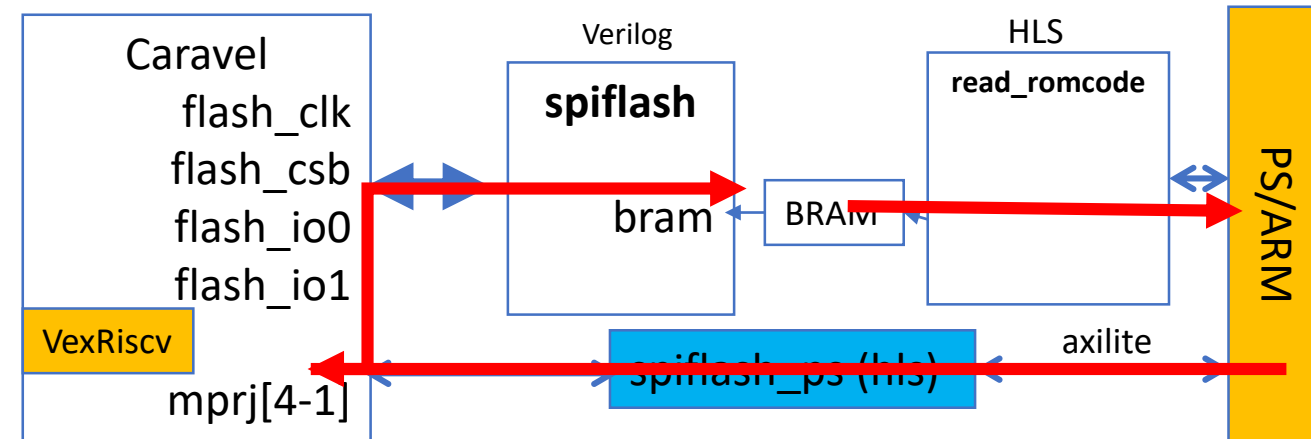 Caravel
flash_clk
flash_csb
flash_io0
flash_io1
VexRiscv
mprj[4-1]
Verilog
spiflash
bram
BRAM
HLS
read_romcode
spiflash_ps (hls)
axilite
PS/ARM